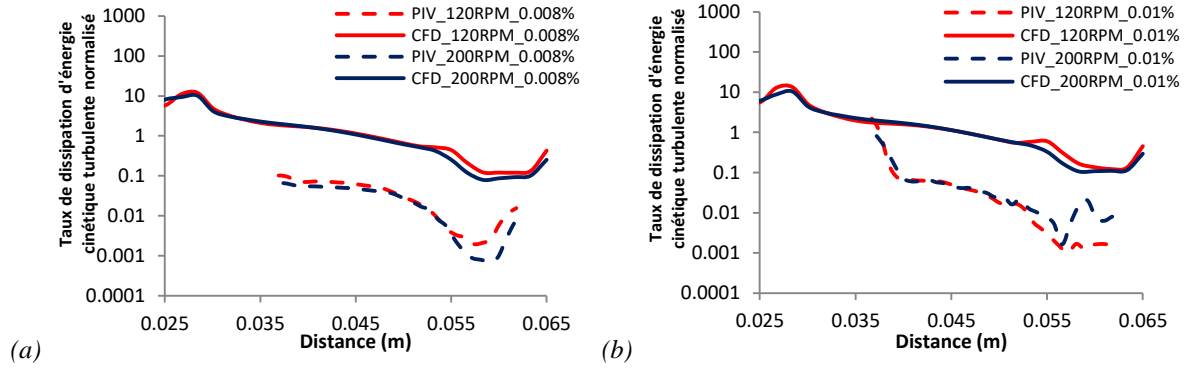 PIV_120RPM_0.008%
CFD_120RPM_0.008%
PIV_200RPM_0.008%
CFD_200RPM_0.008%
Taux de dissipation d'énergie
cinétique turbulente normalisé
1000
100
10
1
0.1
0.01
0.001
0.0001
0.025 0.035 0.045 0.055 0.065
Distance (m)
(a)
PIV_120RPM_0.01%
CFD_120RPM_0.01%
PIV_200RPM_0.01%
CFD_200RPM_0.01%
Taux de dissipation d'énergie
cinétique turbulente normalisé
1000
100
10
1
0.1
0.01
0.001
0.0001
0.025 0.035 0.045 0.055 0.065
Distance (m)
(b)